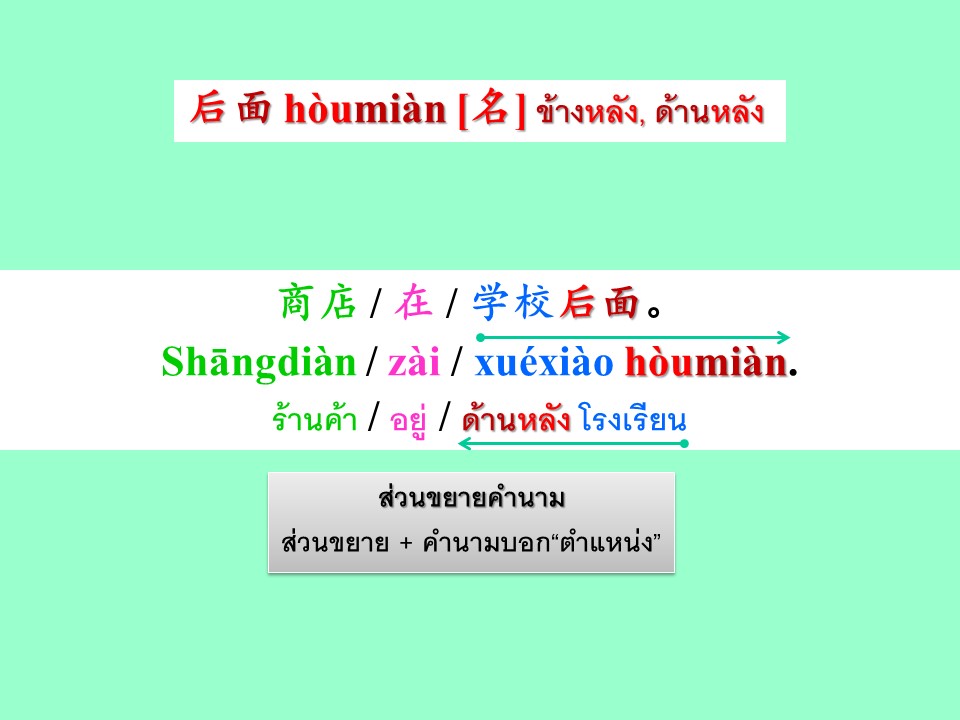 后面 hòumiàn [名] ข้างหลัง, ด้านหลัง
商店 / 在 / 学校后面。
Shāngdiàn / zài / xuéxiào hòumiàn.
ร้านค้า / อยู่ / ด้านหลัง โรงเรียน
ส่วนขยายคำนาม
ส่วนขยาย + คำนามบอก“ตำแหน่ง”